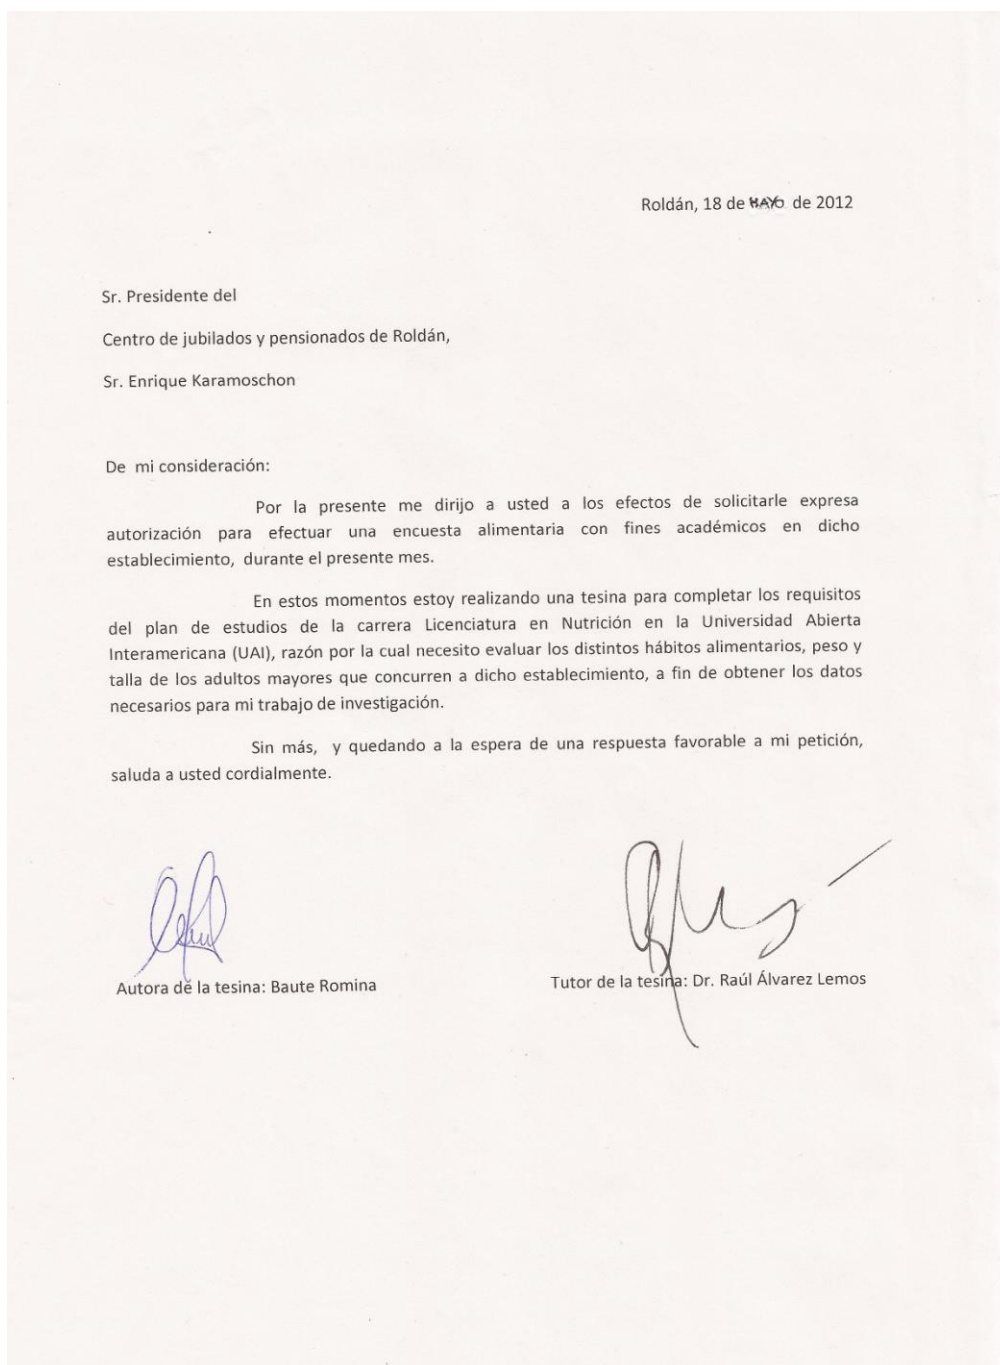 Roldán, 18 de MAYO de 2012
Sr. Presidente del
Centro de jubilados y pensionados de Roldán,
Sr. Enrique Karamoschon
De mi consideración:
Por la presente me dirijo a usted a los efectos de solicitarle expresa
autorización para efectuar una encuesta alimentaria con fines académicos en dicho
establecimiento, durante el presente mes.
En estos momentos estoy realizando una tesina para completar los requisitos
del plan de estudios de la carrera Licenciatura en Nutrición en la Universidad Abierta
Interamericana (UAI), razón por la cual necesito evaluar los distintos hábitos alimentarios, peso y
talla de los adultos mayores que concurren a dicho establecimiento, a fin de obtener los datos
necesarios para mi trabajo de investigación.
Sin más, y quedando a la espera de una respuesta favorable a mi petición,
saluda a usted cordialmente.
Autora de la tesina: Baute Romina
Tutor de la tesina: Dr. Raúl Álvarez Lemos